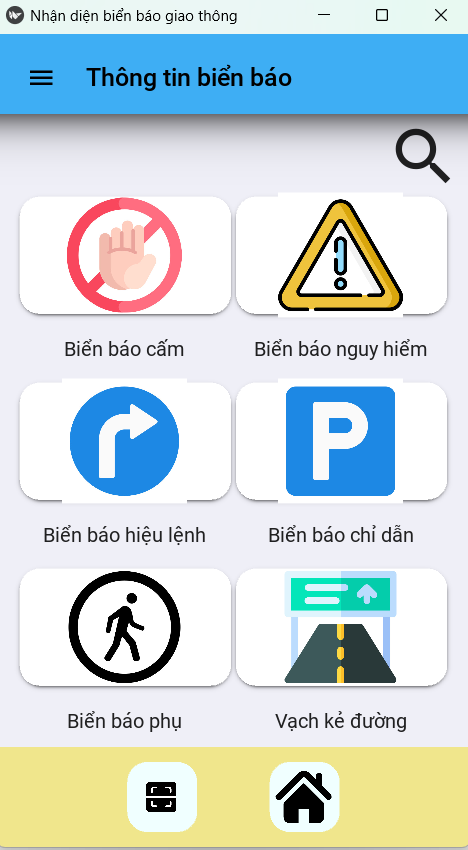 Nhận diện biển báo giao thông
Thông tin biển báo
Biển báo cấm
Biển báo nguy hiểm
P
Biển báo hiệu lệnh
Biển báo chỉ dẫn
Biển báo phụ
Vạch kẻ đường